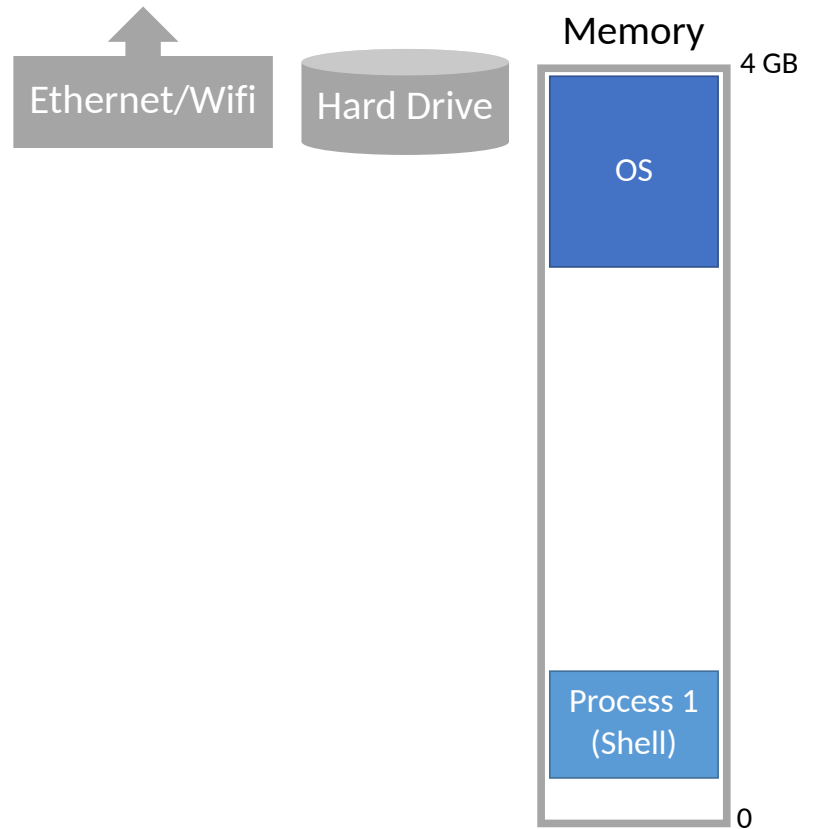 Memory
4 GB
Ethernet/Wifi
Hard Drive
OS
Process 1
(Shell)
0